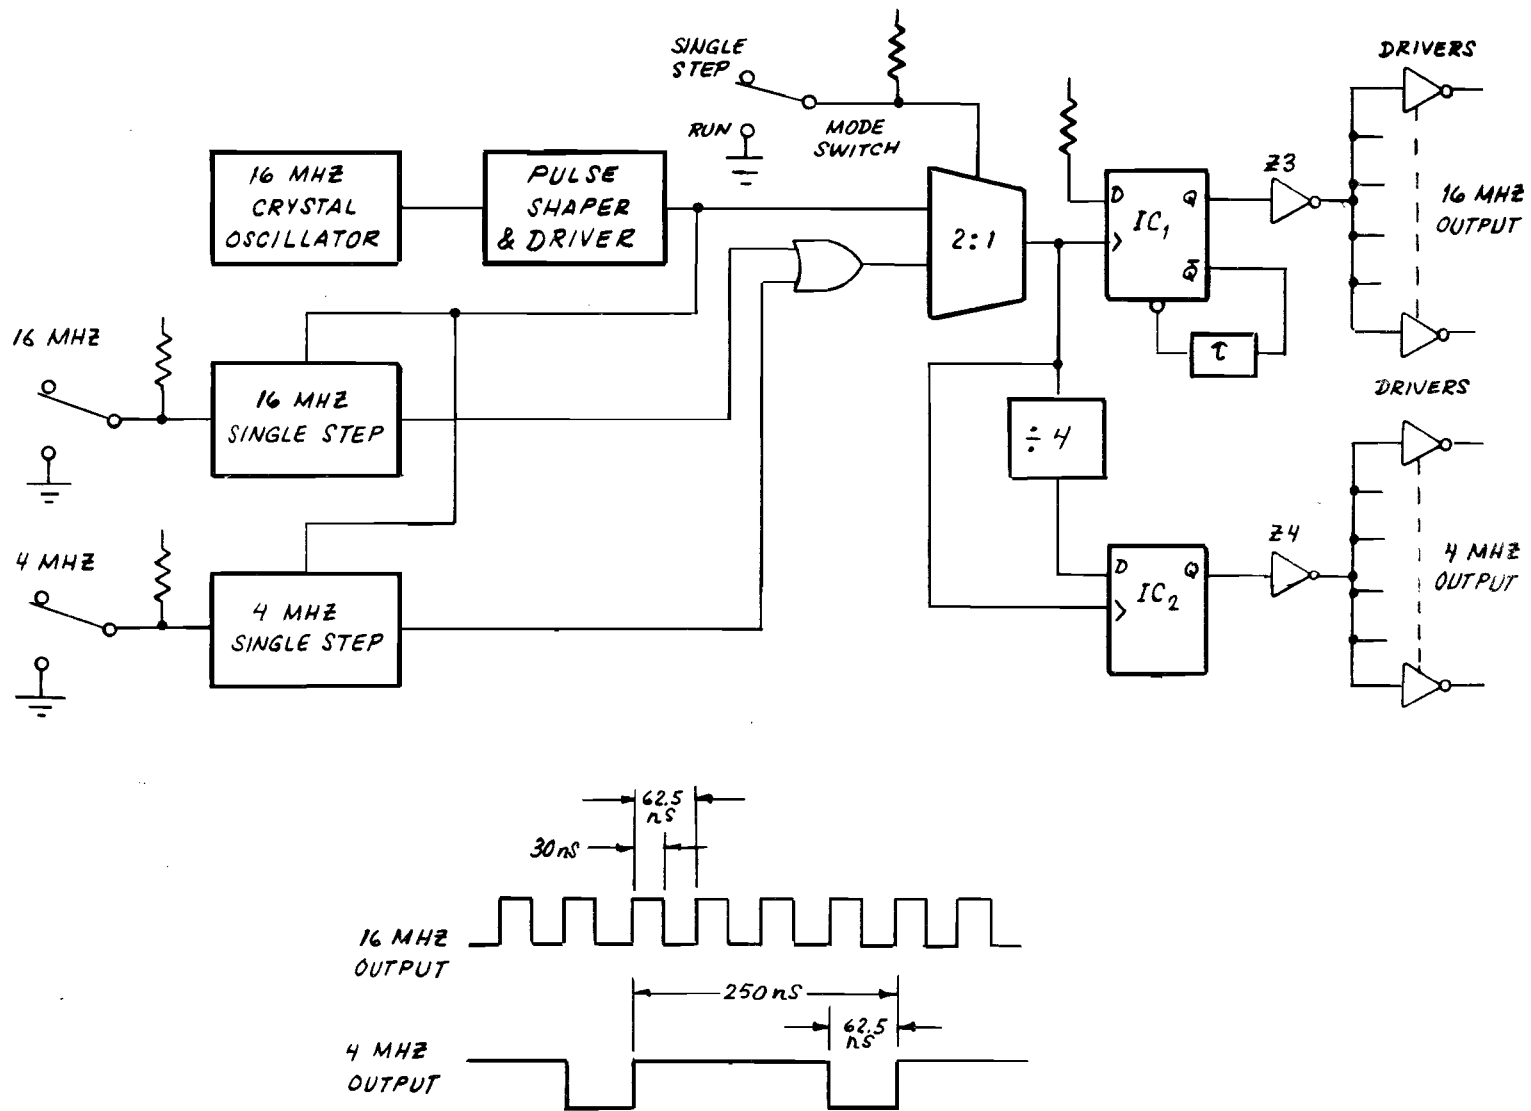 SINGLE
STEP
RUN
MODE
SWITCH
DRIVERS
16 MHZ
CRYSTAL
OSCILLATOR
PULSE
SHAPER
& DRIVER
2:1
D
Q
IC1
Q̅
τ
Z3
16 MHZ
OUTPUT
16 MHZ
16 MHZ
SINGLE STEP
÷ 4
DRIVERS
4 MHZ
4 MHZ
SINGLE STEP
D
Q
IC2
Z4
4 MHZ
OUTPUT
62.5
nS
30nS
16 MHZ
OUTPUT
250nS
62.5
nS
4 MHZ
OUTPUT